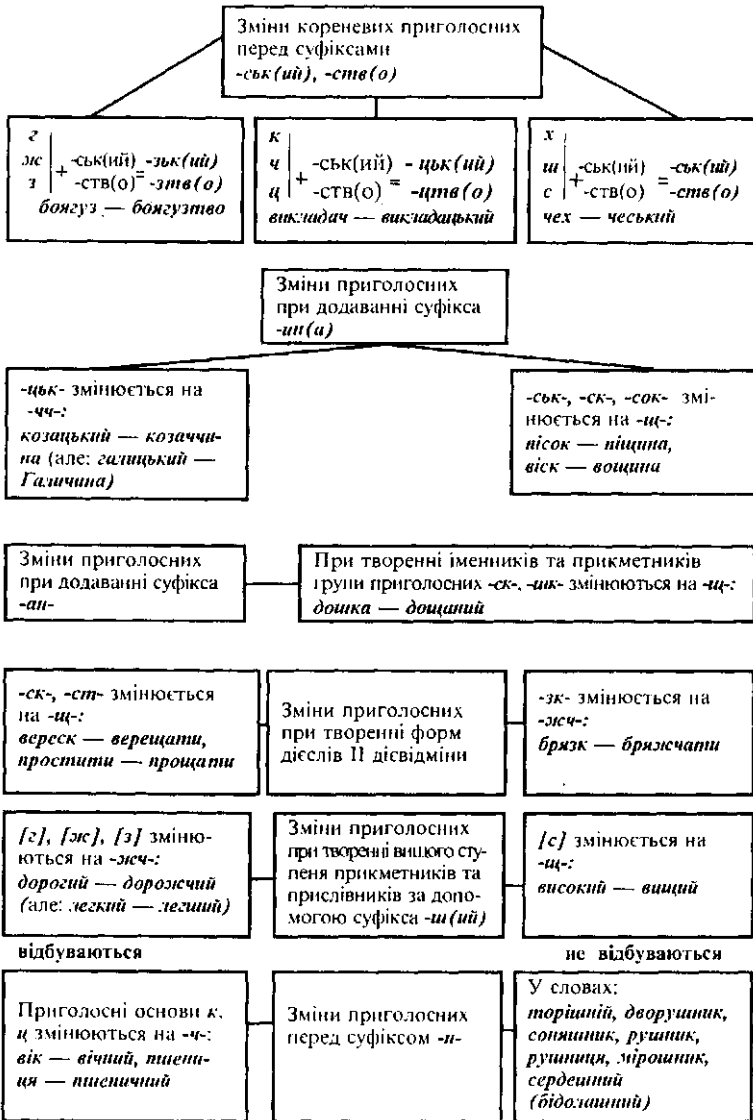 Зміни кореневих приголосних
перед суфіксами
-ськ(ий), -ств(о)
г
ж
з
+ -ськ(ий) = -зьк(ий)
-ств(о) -зтв(о)
боягуз — боягузтво
к
ч
ц
+ -ськ(ий) = -цьк(ий)
-ств(о) -цтв(о)
викладач — викладацький
х
ш
с
+ -ськ(ий) = -ськ(ий)
-ств(о) -ств(о)
чех — чеський
Зміни приголосних
при додаванні суфікса
-ин(а)
-цьк- змінюється на
-чч-:
козацький — козаччи-
на (але: галицький —
Галичина)
-ськ-, -ск-, -сок- змі-
нюється на -щ-:
пісок — піщина,
віск — вощина
Зміни приголосних
при додаванні суфікса
-ан-
При творенні іменників та прикметників
групи приголосних -ск-, -шк- змінюються на -щ-:
дошка — дощаний
-ск-, -ст- змінюється
на -щ-:
вереск — верещати,
простити — прощати
Зміни приголосних
при творенні форм
дієслів II дієвідміни
-зк- змінюється на
-жч-:
брязк — бряжчати
[г], [ж], [з] зміню-
ються на -жч-:
дорогий — дорожчий
(але: легкий — легший)
Зміни приголосних
при творенні вищого сту-
пеня прикметників та
прислівників за допо-
могою суфікса -ш(ий)
[с] змінюється на
-щ-:
високий — вищий
відбуваються
не відбуваються
Приголосні основи к,
ц змінюються на -ч-:
вік — вічний, пшени-
ця — пшеничний
Зміни приголосних
перед суфіксом -н-
У словах:
торішній, дворушник,
соняшник, рушник,
рушниця, мірошник,
сердешний
(бідолашний)